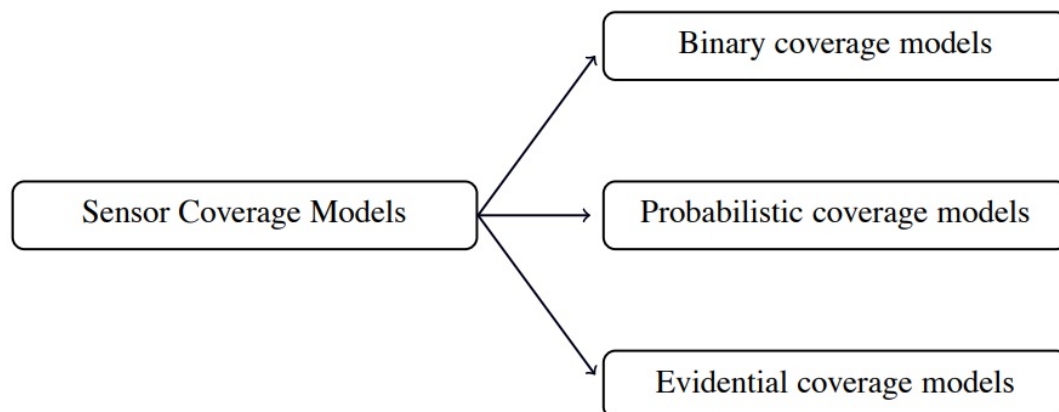 Binary coverage models
Sensor Coverage Models
Probabilistic coverage models
Evidential coverage models